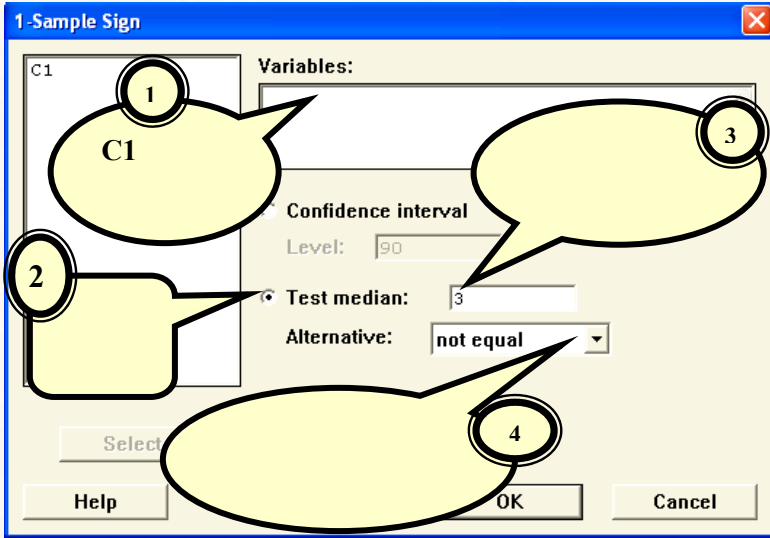 1-Sample Sign
C1
Variables:
1
C1
3
Confidence interval
Level: 90
2
Test median: 3
Alternative: not equal
4
Select
Help
OK
Cancel